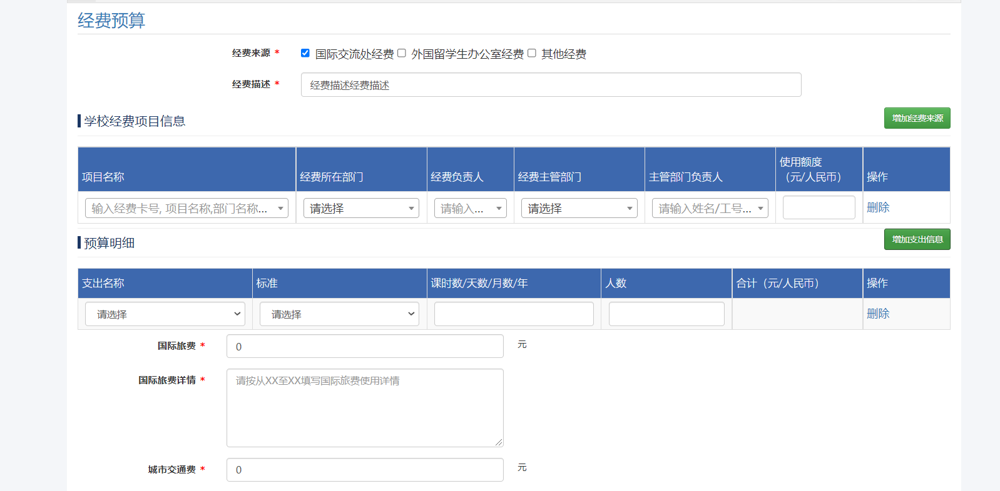 经费预算
经费来源 * 国际交流处经费 外国留学生办公室经费 其他经费
经费描述 * 经费描述经费描述
学校经费项目信息 增加经费来源
项目名称 经费所在部门 经费负责人 经费主管部门 主管部门负责人 使用额度（元/人民币） 操作
输入经费卡号, 项目名称,部门名称... 请选择 请输入... 请选择 请输入姓名/工号... 删除
预算明细 增加支出信息
支出名称 标准 课时数/天数/月数/年 人数 合计（元/人民币） 操作
请选择 请选择 删除
国际旅费 * 0 元
国际旅费详情 * 请按从XX至XX填写国际旅费使用详情
城市交通费 * 0 元